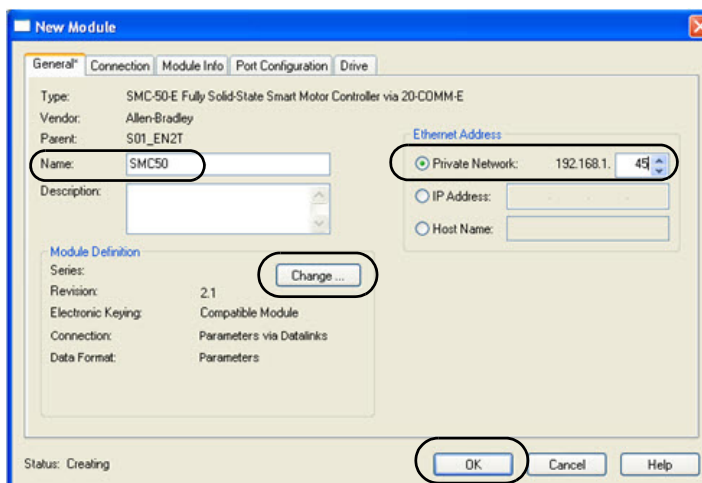 New Module
General* Connection Module Info Port Configuration Drive
Type: SMC-50-E Fully Solid-State Smart Motor Controller via 20-COMM-E
Vendor: Allen-Bradley
Parent: S01_EN2T
Name: SMC50
Description:
Ethernet Address
Private Network: 192.168.1. 45
IP Address:
Host Name:
Module Definition
Series:
Change ...
Revision: 2.1
Electronic Keying: Compatible Module
Connection: Parameters via Datalinks
Data Format: Parameters
Status: Creating
OK Cancel Help